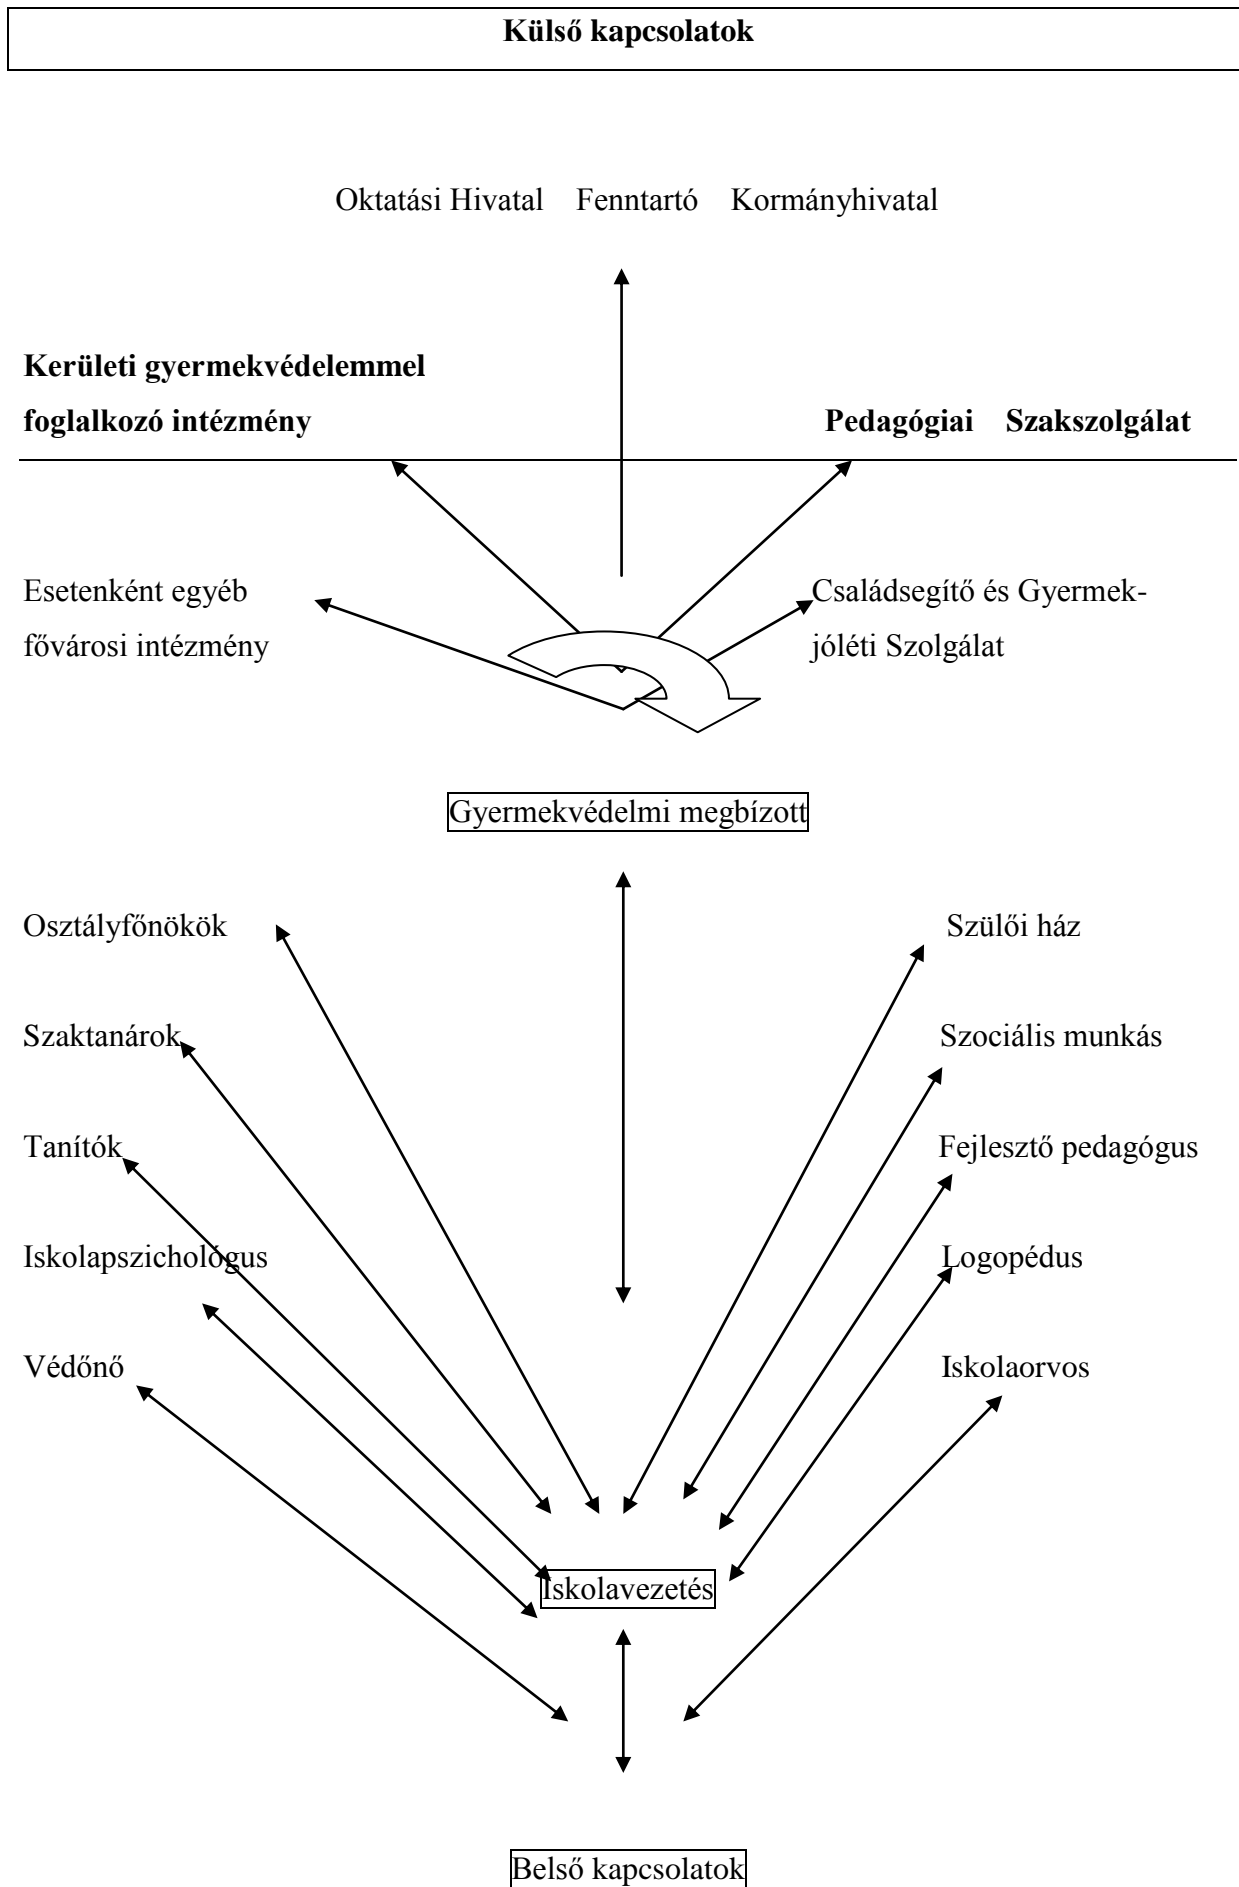 Külső kapcsolatok
Oktatási Hivatal Fenntartó Kormányhivatal
Kerületi gyermekvédelemmel
foglalkozó intézmény
Pedagógiai Szakszolgálat
Esetenként egyéb
fővárosi intézmény
Családsegítő és Gyermek-
jóléti Szolgálat
Gyermekvédelmi megbízott
Osztályfőnökök
Szülői ház
Szaktanárok
Szociális munkás
Tanítók
Fejlesztő pedagógus
Iskolapszichológus
Logopédus
Védőnő
Iskolaorvos
Iskolavezetés
Belső kapcsolatok